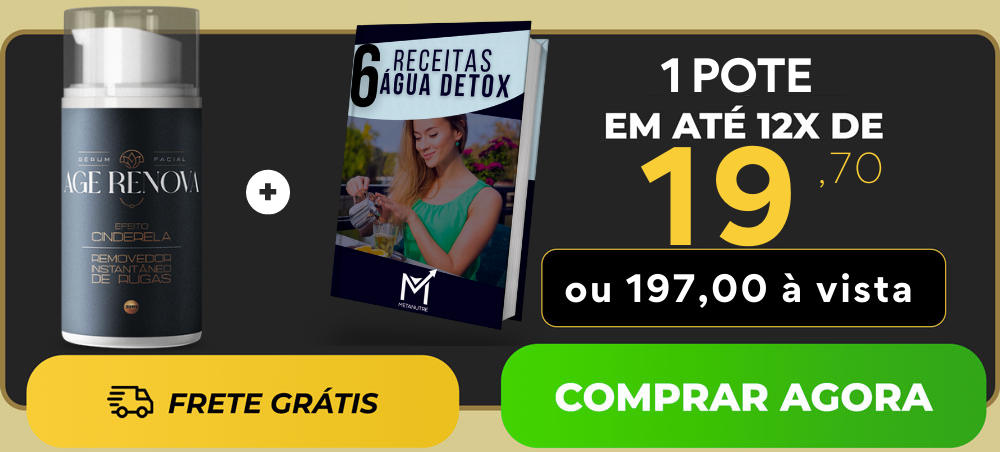 SÉRUM FACIAL
AGE RENOVA
EFEITO
CINDERELA
REMOVEDOR
INSTANTÂNEO
DE RUGAS
+
6 RECEITAS
ÁGUA DETOX
METANUTRE
1 POTE
EM ATÉ 12X DE
19,70
ou 197,00 à vista
FRETE GRÁTIS
COMPRAR AGORA